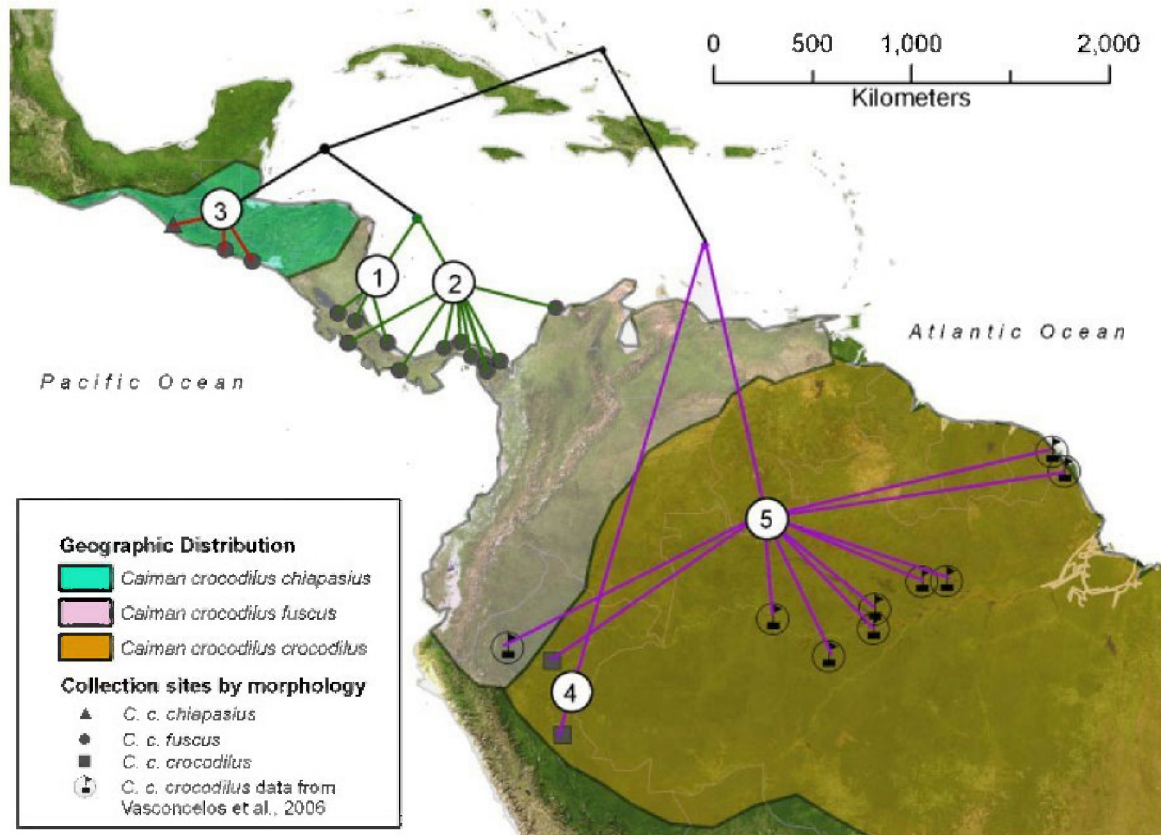 0 500 1,000 2,000
Kilometers
3
1
2
Atlantic Ocean
Pacific Ocean
5
4
Geographic Distribution
Caiman crocodilus chiapasius
Caiman crocodilus fuscus
Caiman crocodilus crocodilus
Collection sites by morphology
C. c. chiapasius
C. c. fuscus
C. c. crocodilus
C. c. crocodilus data from
Vasconcelos et al., 2006